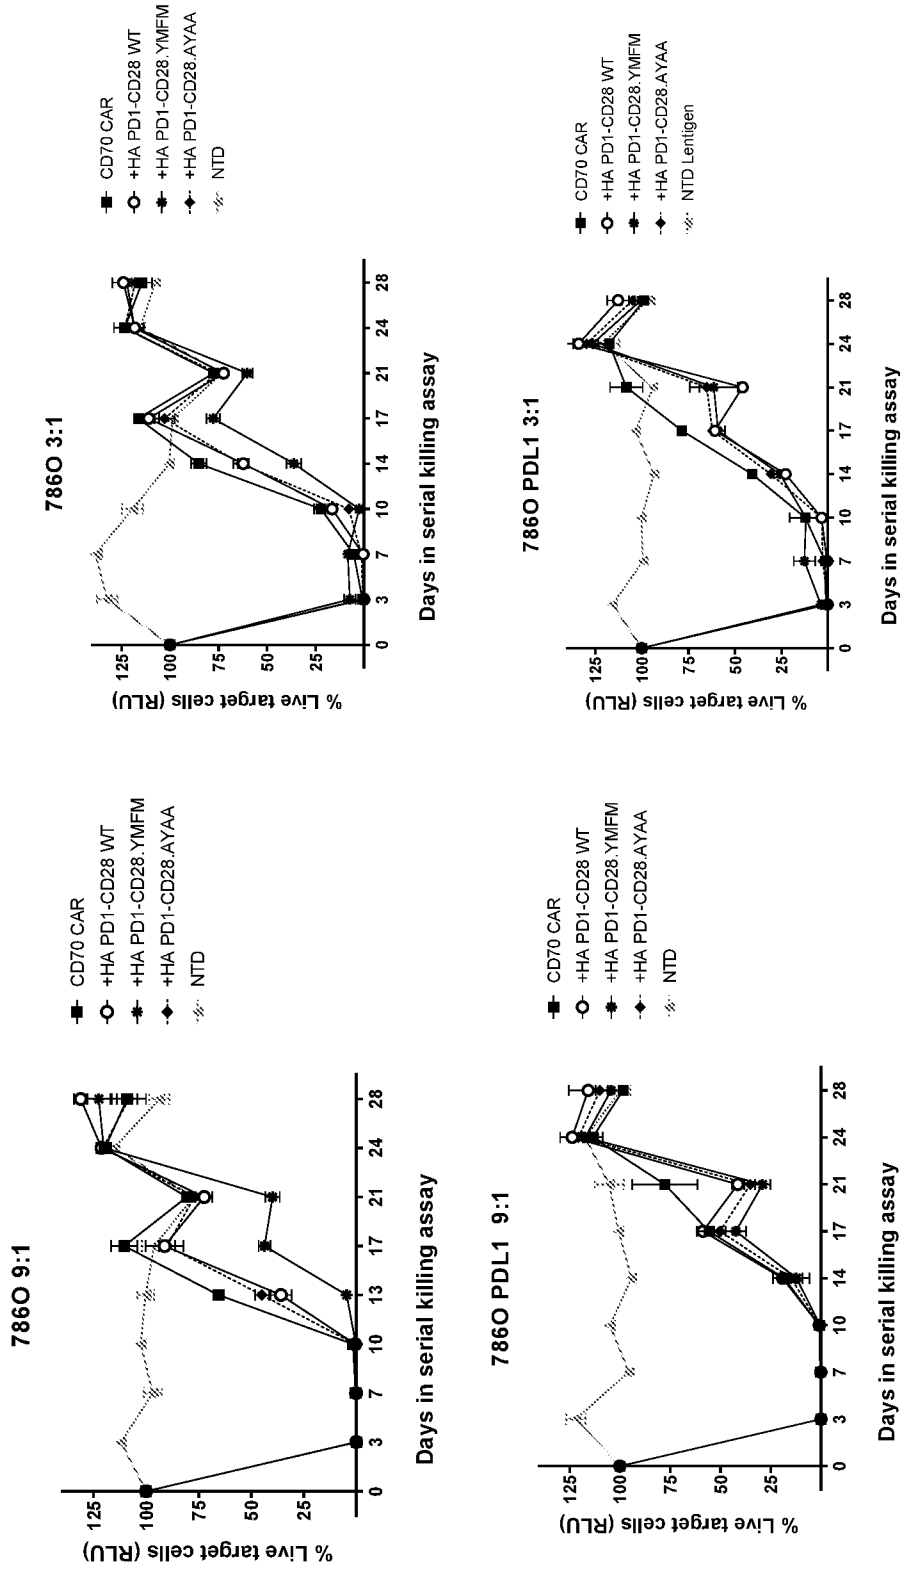 786O 9:1
% Live target cells (RLU)
125
100
75
50
25
0 3 7 10 13 17 21 24 28
Days in serial killing assay
CD70 CAR
+HA PD1-CD28 WT
+HA PD1-CD28.YMFM
+HA PD1-CD28.AYAA
NTD
786O 3:1
% Live target cells (RLU)
125
100
75
50
25
0 3 7 10 14 17 21 24 28
Days in serial killing assay
CD70 CAR
+HA PD1-CD28 WT
+HA PD1-CD28.YMFM
+HA PD1-CD28.AYAA
NTD
786O PDL1 9:1
% Live target cells (RLU)
125
100
75
50
25
0 3 7 10 14 17 21 24 28
Days in serial killing assay
CD70 CAR
+HA PD1-CD28 WT
+HA PD1-CD28.YMFM
+HA PD1-CD28.AYAA
NTD
786O PDL1 3:1
% Live target cells (RLU)
125
100
75
50
25
0 3 7 10 14 17 21 24 28
Days in serial killing assay
CD70 CAR
+HA PD1-CD28 WT
+HA PD1-CD28.YMFM
+HA PD1-CD28.AYAA
NTD Lentigen